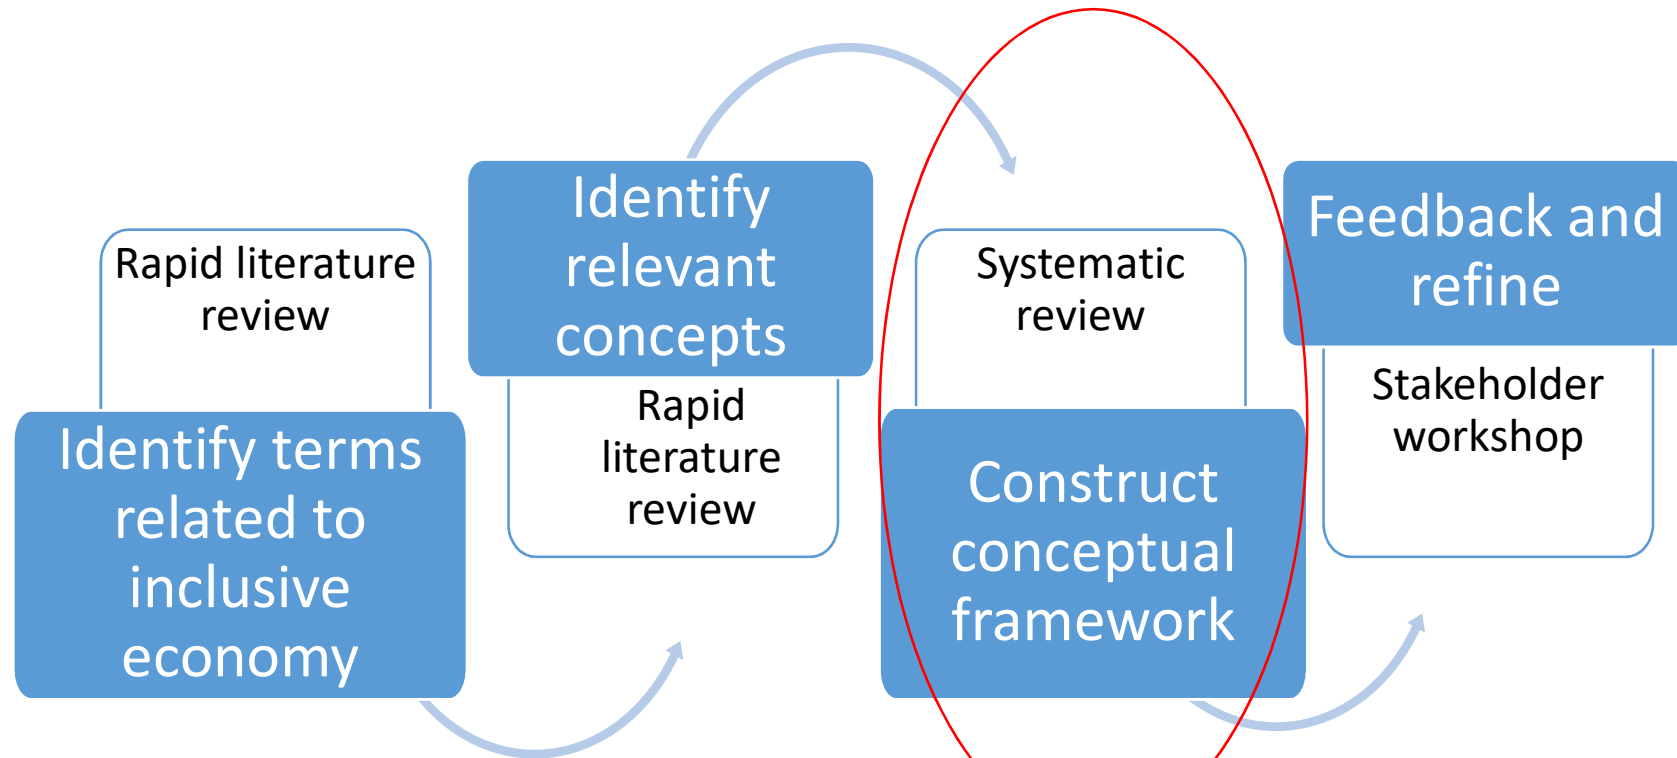 Rapid literature
review
Identify terms
related to
inclusive
economy
Identify
relevant
concepts
Rapid
literature
review
Systematic
review
Construct
conceptual
framework
Feedback and
refine
Stakeholder
workshop